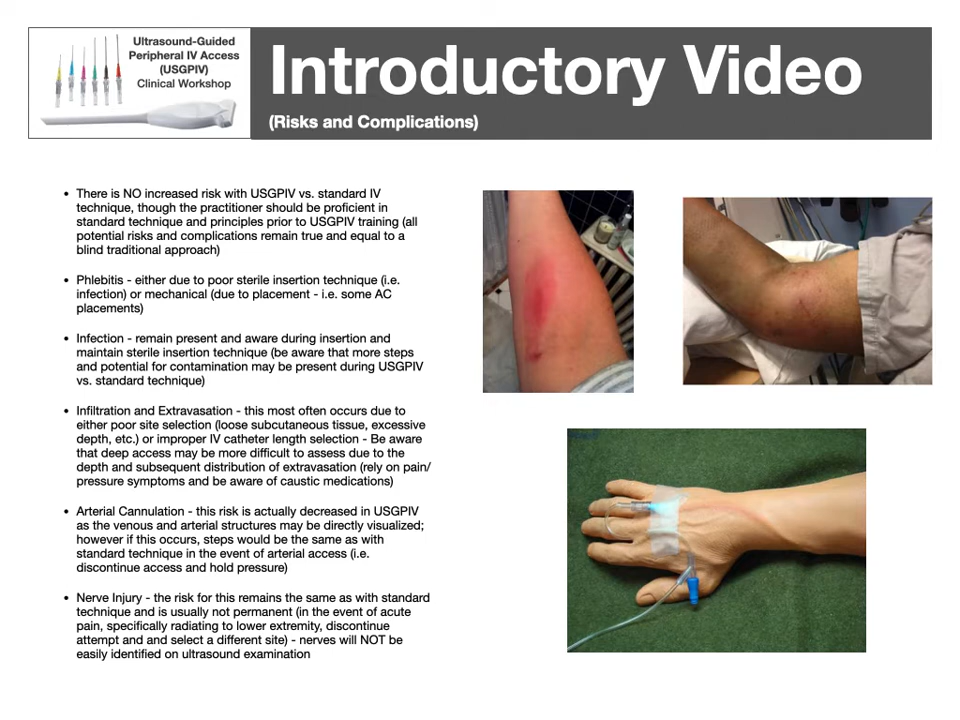 Ultrasound-Guided
Peripheral IV Access
(USGPIV)
Clinical Workshop
Introductory Video
(Risks and Complications)
• There is NO increased risk with USGPIV vs. standard IV
technique, though the practitioner should be proficient in
standard technique and principles prior to USGPIV training (all
potential risks and complications remain true and equal to a
blind traditional approach)
• Phlebitis - either due to poor sterile insertion technique (i.e.
infection) or mechanical (due to placement - i.e. some AC
placements)
• Infection - remain present and aware during insertion and
maintain sterile insertion technique (be aware that more steps
and potential for contamination may be present during USGPIV
vs. standard technique)
• Infiltration and Extravasation - this most often occurs due to
either poor site selection (loose subcutaneous tissue, excessive
depth, etc.) or improper IV catheter length selection - Be aware
that deep access may be more difficult to assess due to the
depth and subsequent distribution of extravasation (rely on pain/
pressure symptoms and be aware of caustic medications)
• Arterial Cannulation - this risk is actually decreased in USGPIV
as the venous and arterial structures may be directly visualized;
however if this occurs, steps would be the same as with
standard technique in the event of arterial access (i.e.
discontinue access and hold pressure)
• Nerve Injury - the risk for this remains the same as with standard
technique and is usually not permanent (in the event of acute
pain, specifically radiating to lower extremity, discontinue
attempt and and select a different site) - nerves will NOT be
easily identified on ultrasound examination